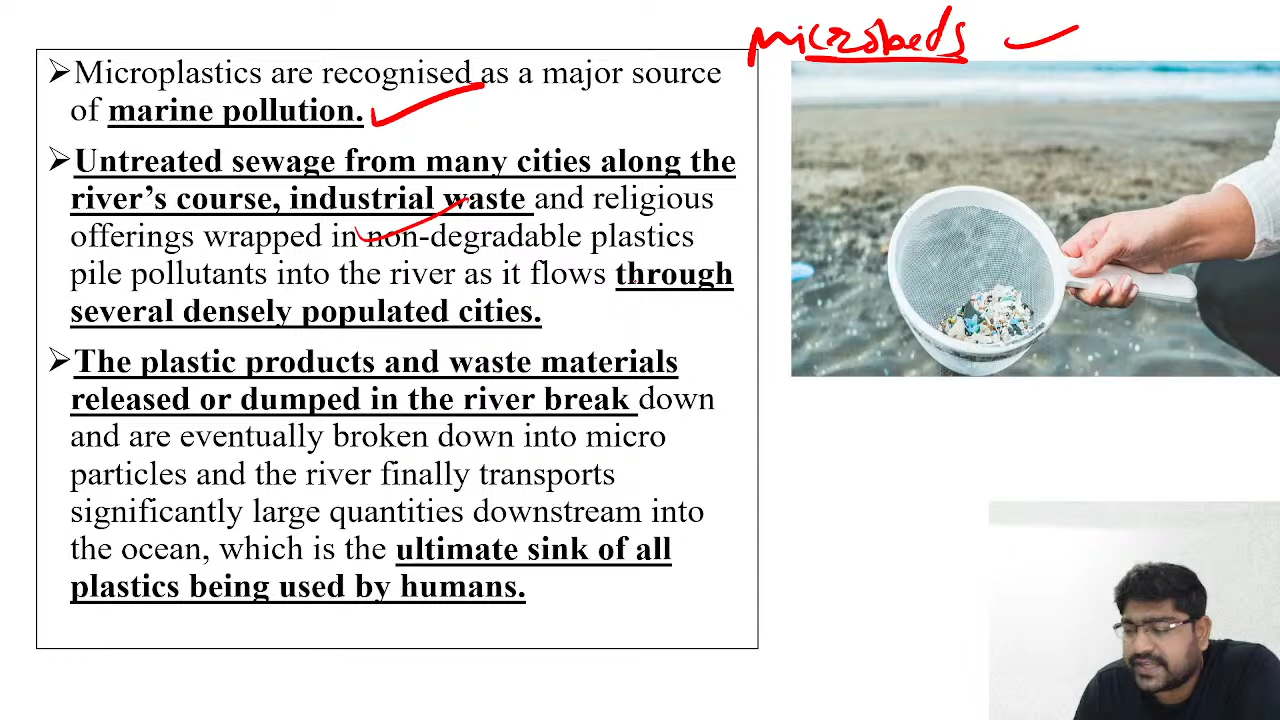 microbeds
Microplastics are recognised as a major source
of marine pollution.
Untreated sewage from many cities along the
river’s course, industrial waste and religious
offerings wrapped in non-degradable plastics
pile pollutants into the river as it flows through
several densely populated cities.
The plastic products and waste materials
released or dumped in the river break down
and are eventually broken down into micro
particles and the river finally transports
significantly large quantities downstream into
the ocean, which is the ultimate sink of all
plastics being used by humans.